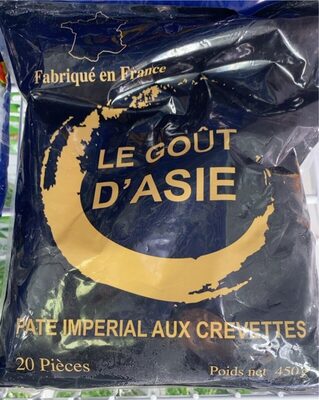 Fabriqué en France
LE GOÛT
D'ASIE
PATE IMPERIAL AUX CREVETTES
20 Pièces
Poids net 450g